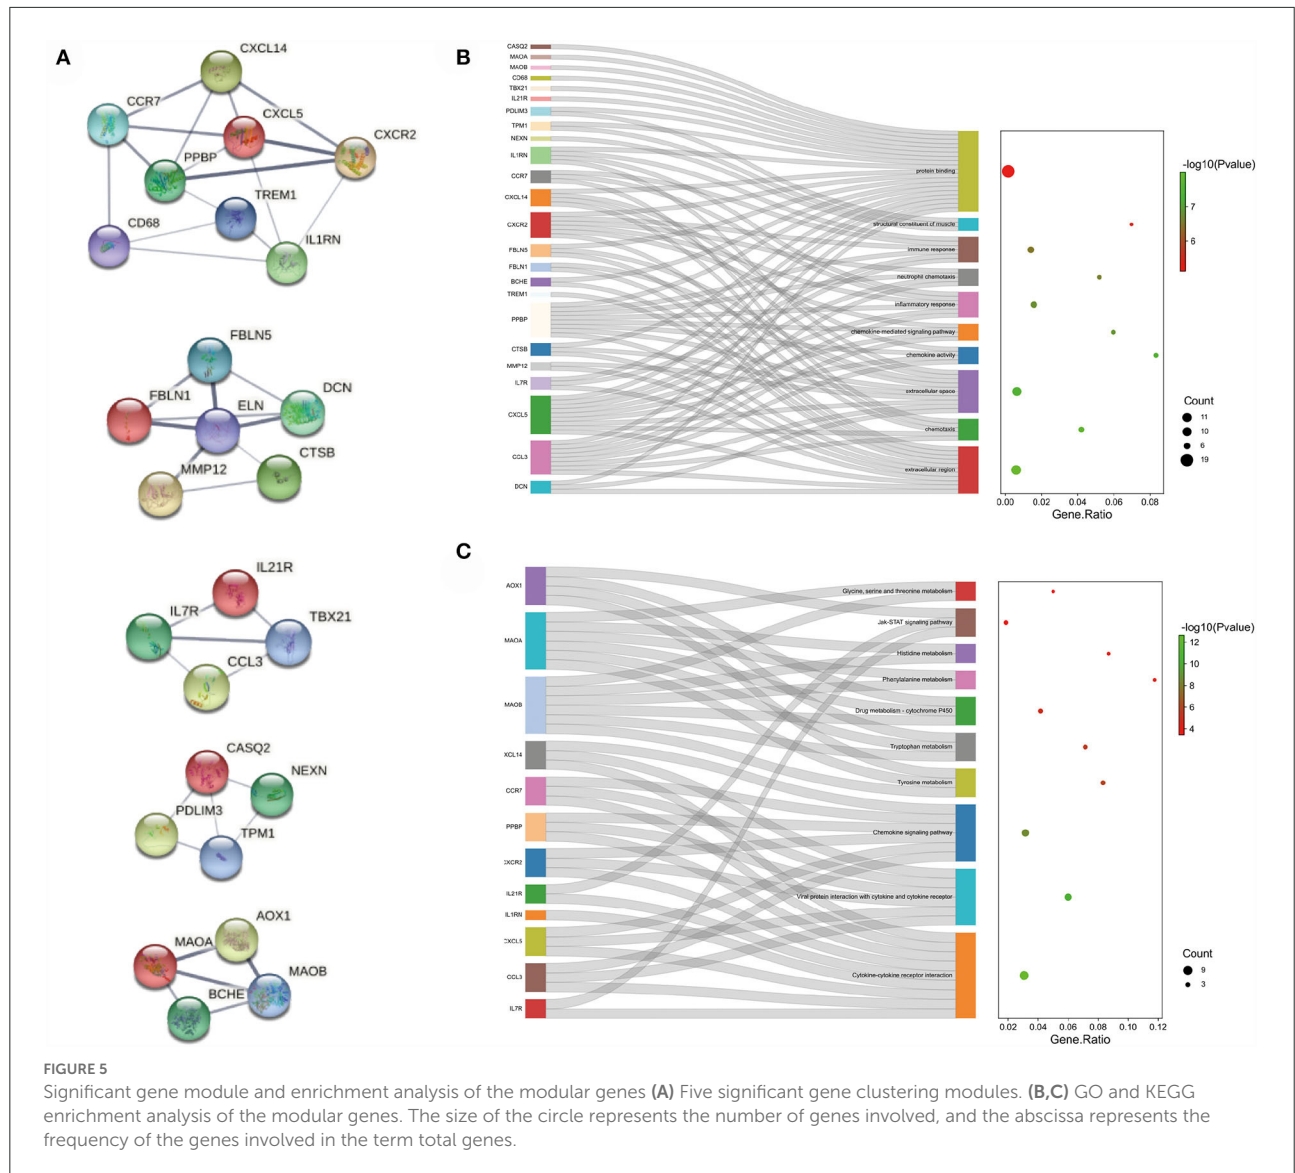 A
CXCL14
CCR7
CXCL5
CXCR2
PPBP
TREM1
CD68
IL1RN
FBLN5
FBLN1
DCN
ELN
MMP12
CTSB
IL21R
IL7R
TBX21
CCL3
CASQ2
NEXN
PDLIM3
TPM1
AOX1
MAOA
MAOB
BCHE
B
CASQ2
MAOA
MAOB
CD68
TBX21
IL21R
PDLIM3
TPM1
NEXN
IL1RN
CCR7
CXCL14
CXCR2
FBLN5
FBLN1
BCHE
TREM1
PPBP
CTSB
MMP12
IL7R
CXCL5
CCL3
DCN
protein binding
structural constituent of muscle
immune response
neutrophil chemotaxis
inflammatory response
chemokine-mediated signaling pathway
chemokine activity
extracellular space
chemotaxis
extracellular region
0.00 0.02 0.04 0.06 0.08
Gene.Ratio
-log10(Pvalue)
7
6
Count
11
10
6
19
C
AOX1
MAOA
MAOB
XCL14
CCR7
PPBP
CXCR2
IL21R
IL1RN
CXCL5
CCL3
IL7R
Glycine, serine and threonine metabolism
Jak-STAT signaling pathway
Histidine metabolism
Phenylalanine metabolism
Drug metabolism - cytochrome P450
Tryptophan metabolism
Tyrosine metabolism
Chemokine signaling pathway
Viral protein interaction with cytokine and cytokine receptor
Cytokine-cytokine receptor interaction
0.02 0.04 0.06 0.08 0.10 0.12
Gene.Ratio
-log10(Pvalue)
12
10
8
6
4
Count
9
3
FIGURE 5
Significant gene module and enrichment analysis of the modular genes (A) Five significant gene clustering modules. (B,C) GO and KEGG
enrichment analysis of the modular genes. The size of the circle represents the number of genes involved, and the abscissa represents the
frequency of the genes involved in the term total genes.